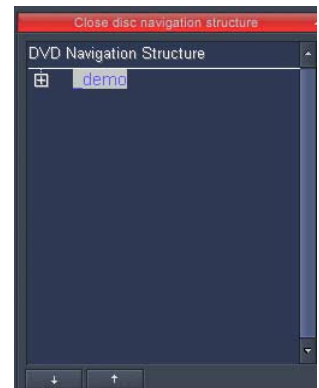 Close disc navigation structure
DVD Navigation Structure
_demo